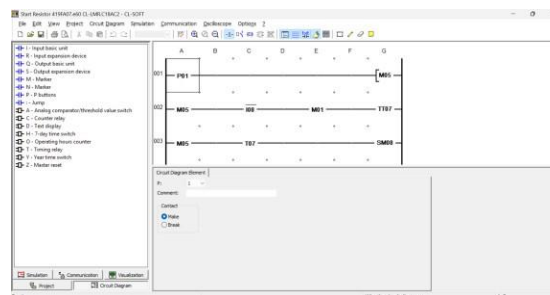 Start Resistor 419FA07.e60 CL-LMR.C1BAC2 - CL-SOFT
File Edit View Project Circuit Diagram Simulation Communication Oscilloscope Options ?
I - Input basic unit
R - Input expansion device
Q - Output basic unit
S - Output expansion device
M - Marker
N - Marker
P - P buttons
: - Jump
A - Analog comparator/threshold value switch
C - Counter relay
D - Text display
H - 7-day time switch
O - Operating hours counter
T - Timing relay
Y - Year time switch
Z - Master reset
A B C D E F G
001 P01 M05
002 M05 I08 M01 TT07
003 M05 T07 SM08
Circuit Diagram Element
P: 1
Comment:
Contact
Make
Break
Simulation Communication Visualization
Project Circuit Diagram